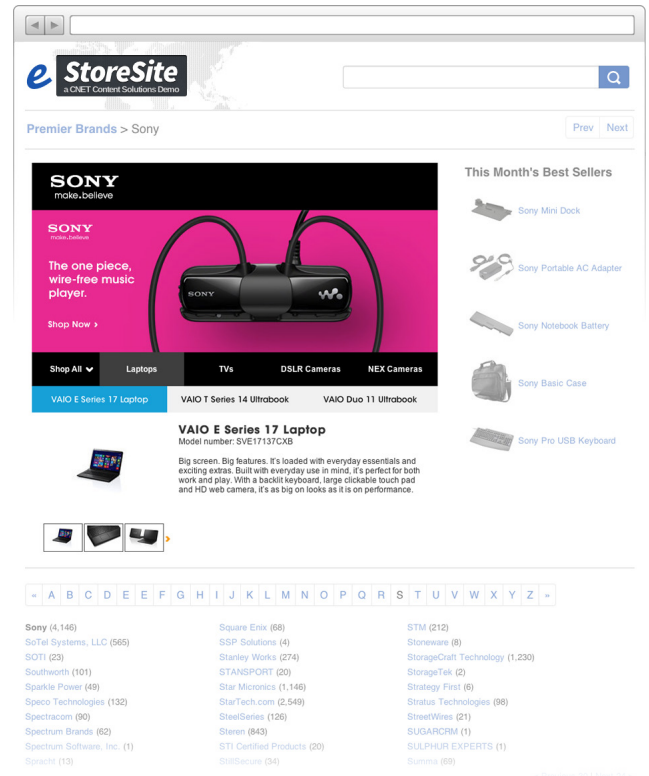 e StoreSite
a CNET Content Solutions Demo
Premier Brands > Sony
Prev Next
SONY
make.believe
SONY
make.believe
The one piece,
wire-free music
player.
Shop Now ›
SONY
Shop All Laptops TVs DSLR Cameras NEX Cameras
VAIO E Series 17 Laptop VAIO T Series 14 Ultrabook VAIO Duo 11 Ultrabook
VAIO E Series 17 Laptop
Model number: SVE17137CXB
Big screen. Big features. It's loaded with everyday essentials and
exciting extras. Built with everyday use in mind, it's perfect for both
work and play. With a backlit keyboard, large clickable touch pad
and HD web camera, it's as big on looks as it is on performance.
This Month's Best Sellers
Sony Mini Dock
Sony Portable AC Adapter
Sony Notebook Battery
Sony Basic Case
Sony Pro USB Keyboard
« A B C D E E F G H I J K L M N O P Q R S T U V W X Y Z »
Sony (4,146)
SoTel Systems, LLC (565)
SOTI (23)
Southworth (101)
Sparkle Power (49)
Speco Technologies (132)
Spectracom (90)
Spectrum Brands (62)
Spectrum Software, Inc. (1)
Spracht (13)
Square Enix (68)
SSP Solutions (4)
Stanley Works (274)
STANSPORT (20)
Star Micronics (1,146)
StarTech.com (2,549)
SteelSeries (126)
Steren (843)
STI Certified Products (20)
StillSecure (34)
STM (212)
Stoneware (8)
StorageCraft Technology (1,230)
StorageTek (2)
Strategy First (6)
Stratus Technologies (98)
StreetWires (21)
SUGARCRM (1)
SULPHUR EXPERTS (1)
Summa (69)